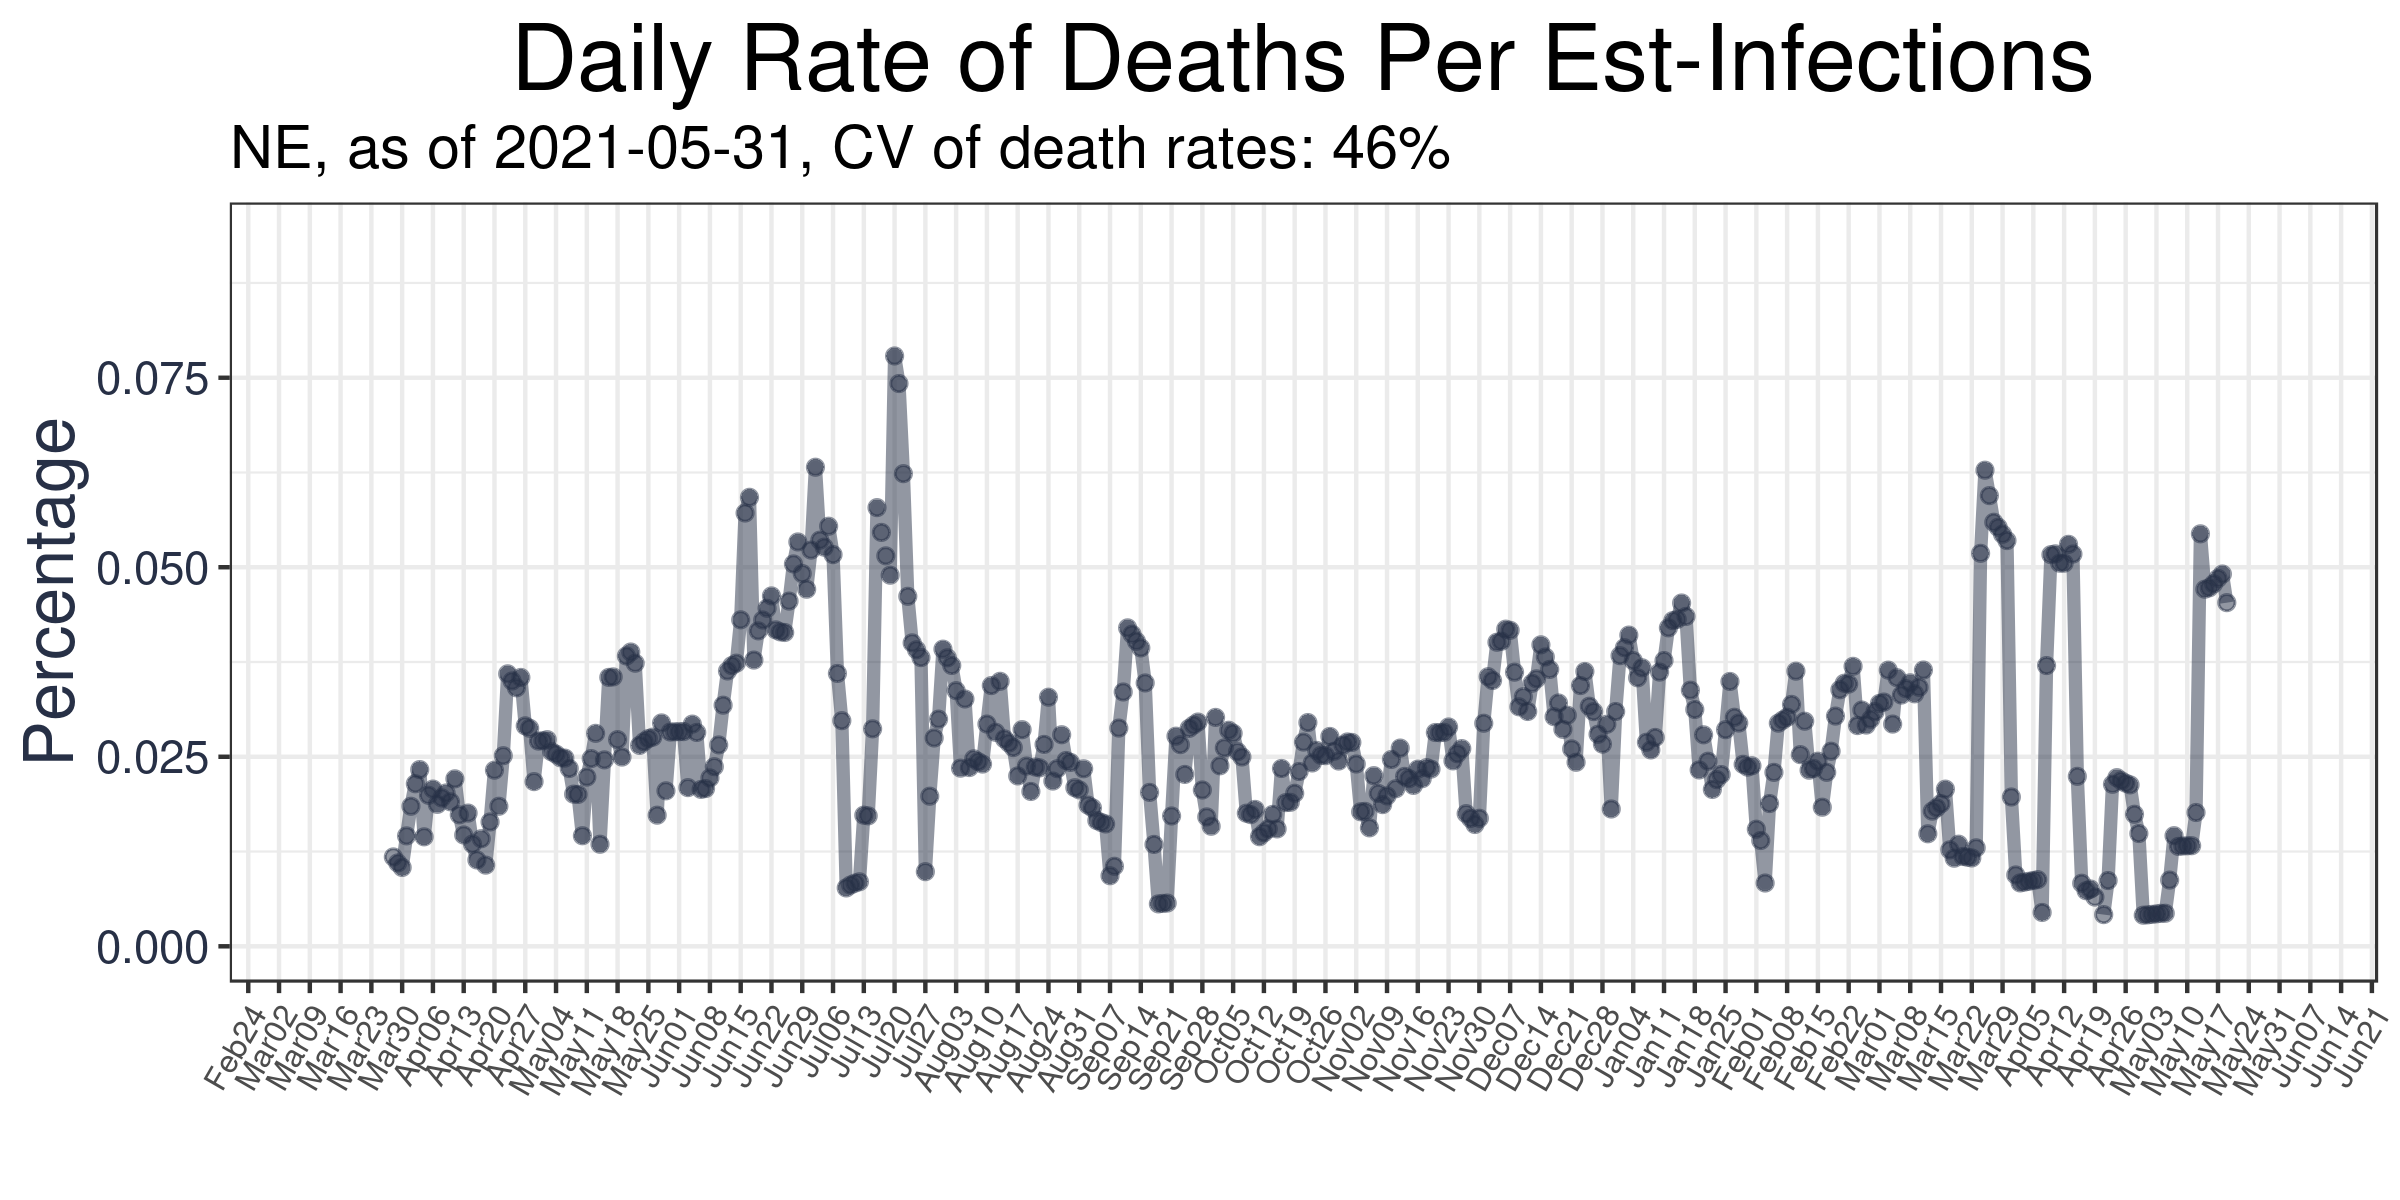 Daily Rate of Deaths Per Est-Infections
NE, as of 2021-05-31, CV of death rates: 46%
Percentage
0.075
0.050
0.025
0.000
Feb24
Mar02
Mar09
Mar16
Mar23
Mar30
Apr06
Apr13
Apr20
Apr27
May04
May11
May18
May25
Jun01
Jun08
Jun15
Jun22
Jun29
Jul06
Jul13
Jul20
Jul27
Aug03
Aug10
Aug17
Aug24
Aug31
Sep07
Sep14
Sep21
Sep28
Oct05
Oct12
Oct19
Oct26
Nov02
Nov09
Nov16
Nov23
Nov30
Dec07
Dec14
Dec21
Dec28
Jan04
Jan11
Jan18
Jan25
Feb01
Feb08
Feb15
Feb22
Mar01
Mar08
Mar15
Mar22
Mar29
Apr05
Apr12
Apr19
Apr26
May03
May10
May17
May24
May31
Jun07
Jun14
Jun21